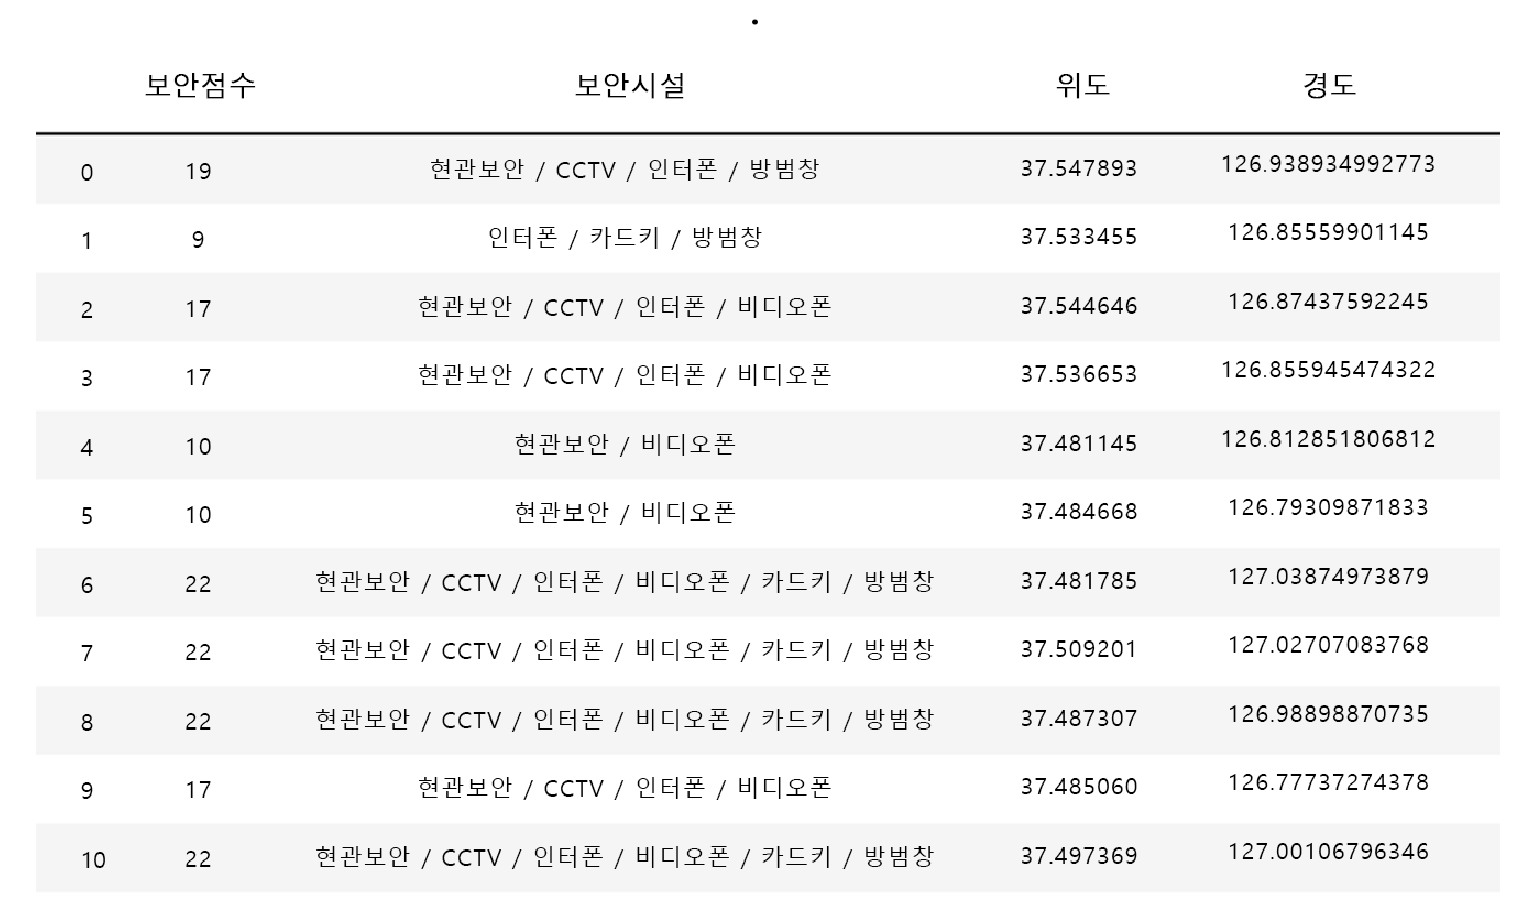 보안점수 보안시설 위도 경도
0 19 현관보안 / CCTV / 인터폰 / 방범창 37.547893 126.938934992773
1 9 인터폰 / 카드키 / 방범창 37.533455 126.85559901145
2 17 현관보안 / CCTV / 인터폰 / 비디오폰 37.544646 126.87437592245
3 17 현관보안 / CCTV / 인터폰 / 비디오폰 37.536653 126.855945474322
4 10 현관보안 / 비디오폰 37.481145 126.812851806812
5 10 현관보안 / 비디오폰 37.484668 126.79309871833
6 22 현관보안 / CCTV / 인터폰 / 비디오폰 / 카드키 / 방범창 37.481785 127.03874973879
7 22 현관보안 / CCTV / 인터폰 / 비디오폰 / 카드키 / 방범창 37.509201 127.02707083768
8 22 현관보안 / CCTV / 인터폰 / 비디오폰 / 카드키 / 방범창 37.487307 126.98898870735
9 17 현관보안 / CCTV / 인터폰 / 비디오폰 37.485060 126.77737274378
10 22 현관보안 / CCTV / 인터폰 / 비디오폰 / 카드키 / 방범창 37.497369 127.00106796346